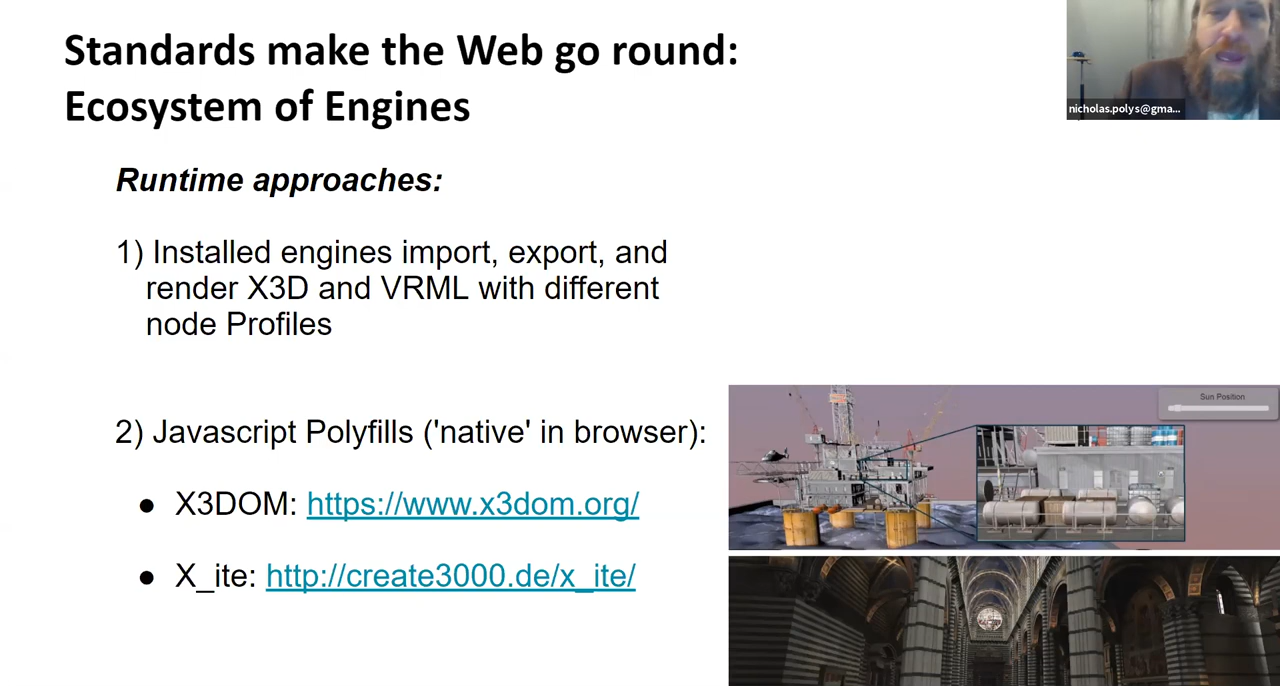 Standards make the Web go round:
Ecosystem of Engines
nicholas.polys@gma...
Runtime approaches:
1) Installed engines import, export, and
render X3D and VRML with different
node Profiles
2) Javascript Polyfills ('native' in browser):
● X3DOM: https://www.x3dom.org/
● X_ite: http://create3000.de/x_ite/
Sun Position